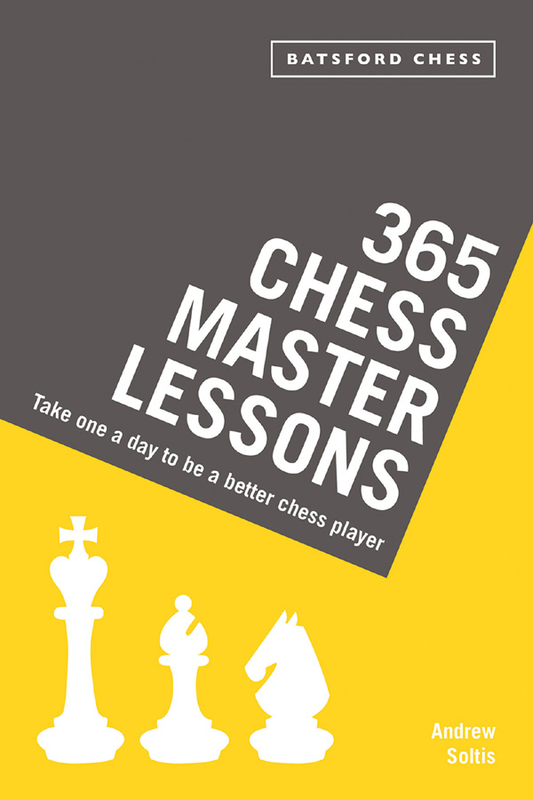 BATSFORD CHESS
365
CHESS
MASTER
LESSONS
Take one a day to be a better chess player
Andrew
Soltis